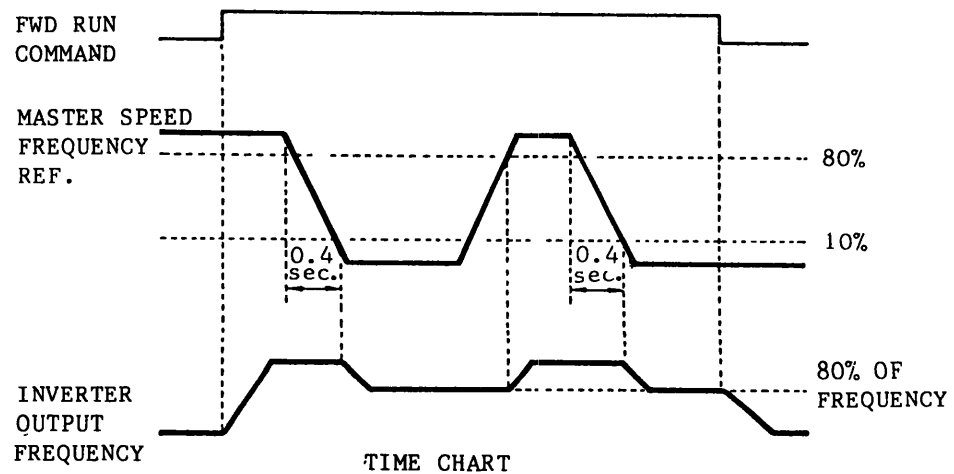 FWD RUN
COMMAND
MASTER SPEED
FREQUENCY
REF.
80%
10%
0.4
sec.
0.4
sec.
80% OF
FREQUENCY
INVERTER
OUTPUT
FREQUENCY
TIME CHART